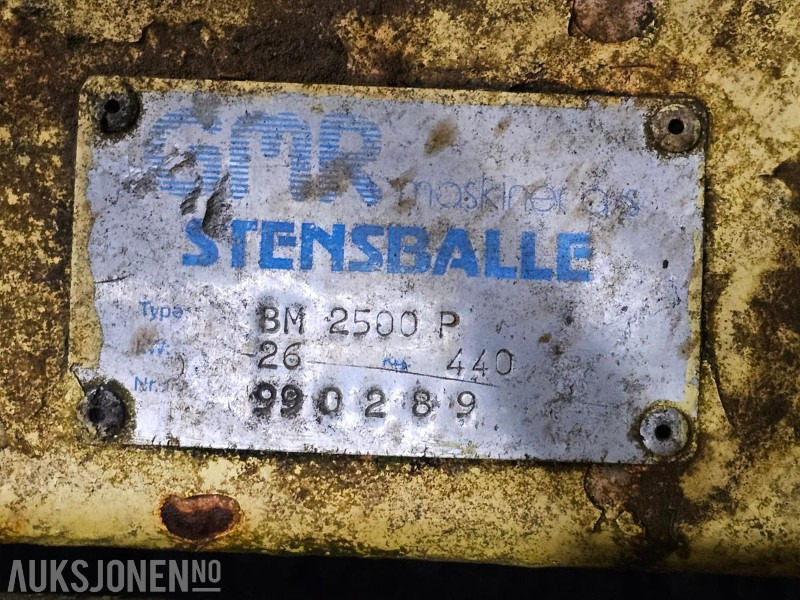 GMR maskiner a/s
STENSBALLE
Type BM 2500 P
26 440
Nr. 990289
AUKSJONEN.NO